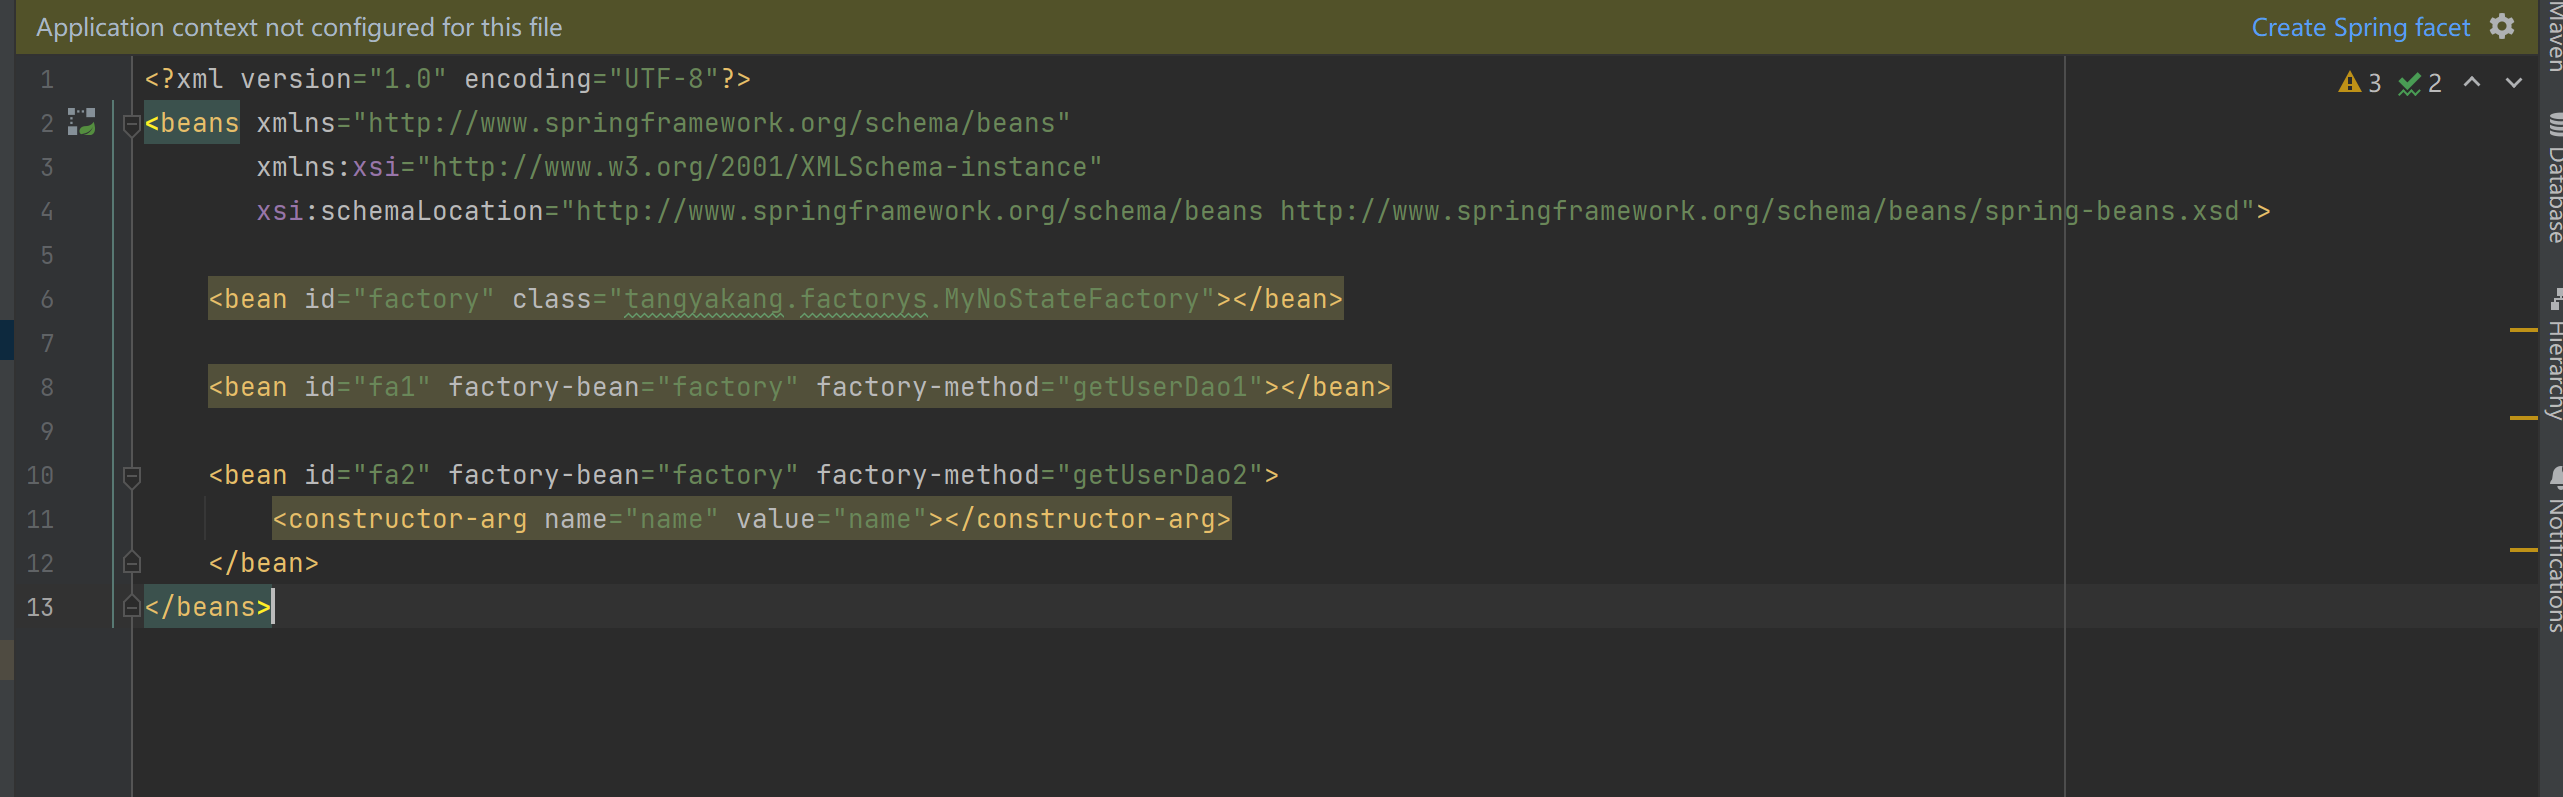 Application context not configured for this file
Create Spring facet
3 2
1 <?xml version="1.0" encoding="UTF-8"?>
2 <beans xmlns="http://www.springframework.org/schema/beans"
3 xmlns:xsi="http://www.w3.org/2001/XMLSchema-instance"
4 xsi:schemaLocation="http://www.springframework.org/schema/beans http://www.springframework.org/schema/beans/spring-beans.xsd">
5
6 <bean id="factory" class="tangyakang.factorys.MyNoStateFactory"></bean>
7
8 <bean id="fa1" factory-bean="factory" factory-method="getUserDao1"></bean>
9
10 <bean id="fa2" factory-bean="factory" factory-method="getUserDao2">
11 <constructor-arg name="name" value="name"></constructor-arg>
12 </bean>
13 </beans>
Maven
Database
Hierarchy
Notifications